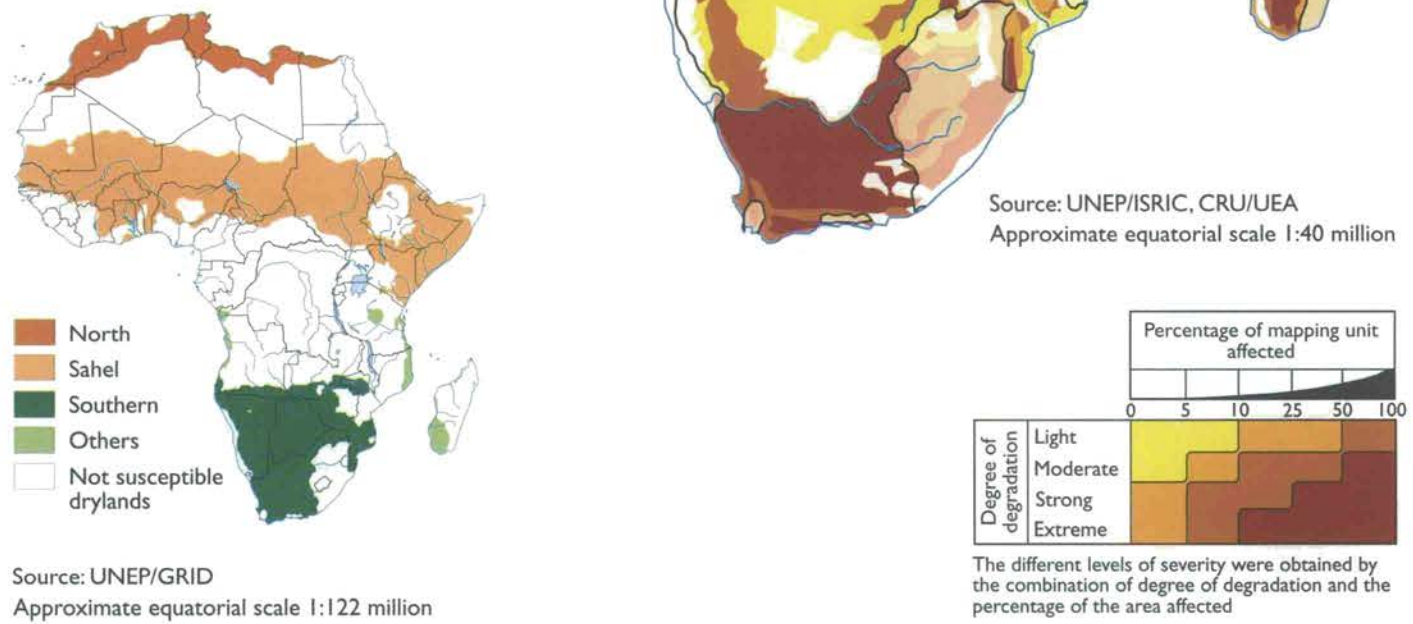 North
Sahel
Southern
Others
Not susceptible
drylands
Source: UNEP/GRID
Approximate equatorial scale 1:122 million
Source: UNEP/ISRIC, CRU/UEA
Approximate equatorial scale 1:40 million
Percentage of mapping unit
affected
0 5 10 25 50 100
Degree of
degradation
Light
Moderate
Strong
Extreme
The different levels of severity were obtained by
the combination of degree of degradation and the
percentage of the area affected